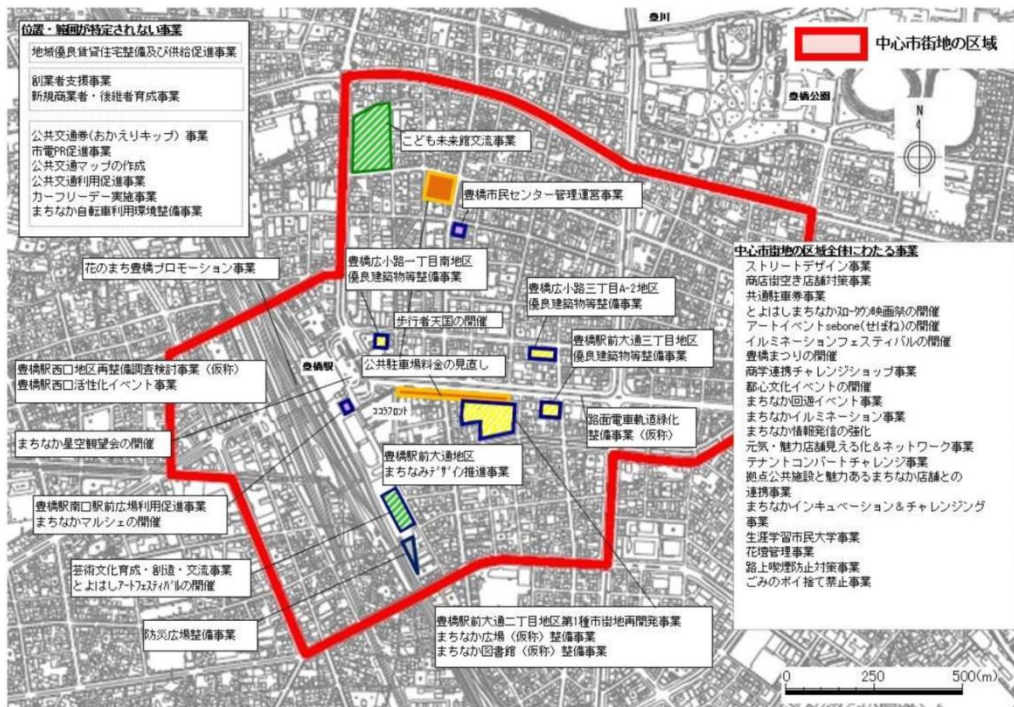 位置・範囲が特定されない事業
地域優良賃貸住宅整備及び供給促進事業
創業者支援事業
新規商業者・後継者育成事業
公共交通券(おかえりキップ)事業
市電PR促進事業
公共交通マップの作成
公共交通利用促進事業
カーフリーデー実施事業
まちなか自転車利用環境整備事業
豊川
中心市街地の区域
豊橋公園
N
こども未来館交流事業
豊橋市民センター管理運営事業
花のまち豊橋プロモーション事業
豊橋広小路一丁目南地区
優良建築物等整備事業
豊橋広小路三丁目A-2地区
優良建築物等整備事業
歩行者天国の開催
豊橋駅前大通三丁目地区
優良建築物等整備事業
公共駐車場料金の見直し
豊橋駅
豊橋駅西口地区再整備調査検討事業(仮称)
豊橋駅西口活性化イベント事業
ココラフロント
路面電車軌道緑化
整備事業(仮称)
まちなか星空観望会の開催
豊橋駅前大通地区
まちなみデザイン推進事業
豊橋駅南口駅前広場利用促進事業
まちなかマルシェの開催
芸術文化育成・創造・交流事業
とよはしアートフェスティバルの開催
防災広場整備事業
豊橋駅前大通二丁目地区第1種市街地再開発事業
まちなか広場(仮称)整備事業
まちなか図書館(仮称)整備事業
中心市街地の区域全体にわたる事業
ストリートデザイン事業
商店街空き店舗対策事業
共通駐車券事業
とよはしまちなかスロータウン映画祭の開催
アートイベントsebone(せぼね)の開催
イルミネーションフェスティバルの開催
豊橋まつりの開催
商学連携チャレンジショップ事業
都心文化イベントの開催
まちなか回遊イベント事業
まちなかイルミネーション事業
まちなか情報発信の強化
元気・魅力店舗見える化&ネットワーク事業
テナントコンバートチャレンジ事業
拠点公共施設と魅力あるまちなか店舗との
連携事業
まちなかインキュベーション&チャレンジング
事業
生涯学習市民大学事業
花壇管理事業
路上喫煙防止対策事業
ごみのポイ捨て禁止事業
0 250 500(m)